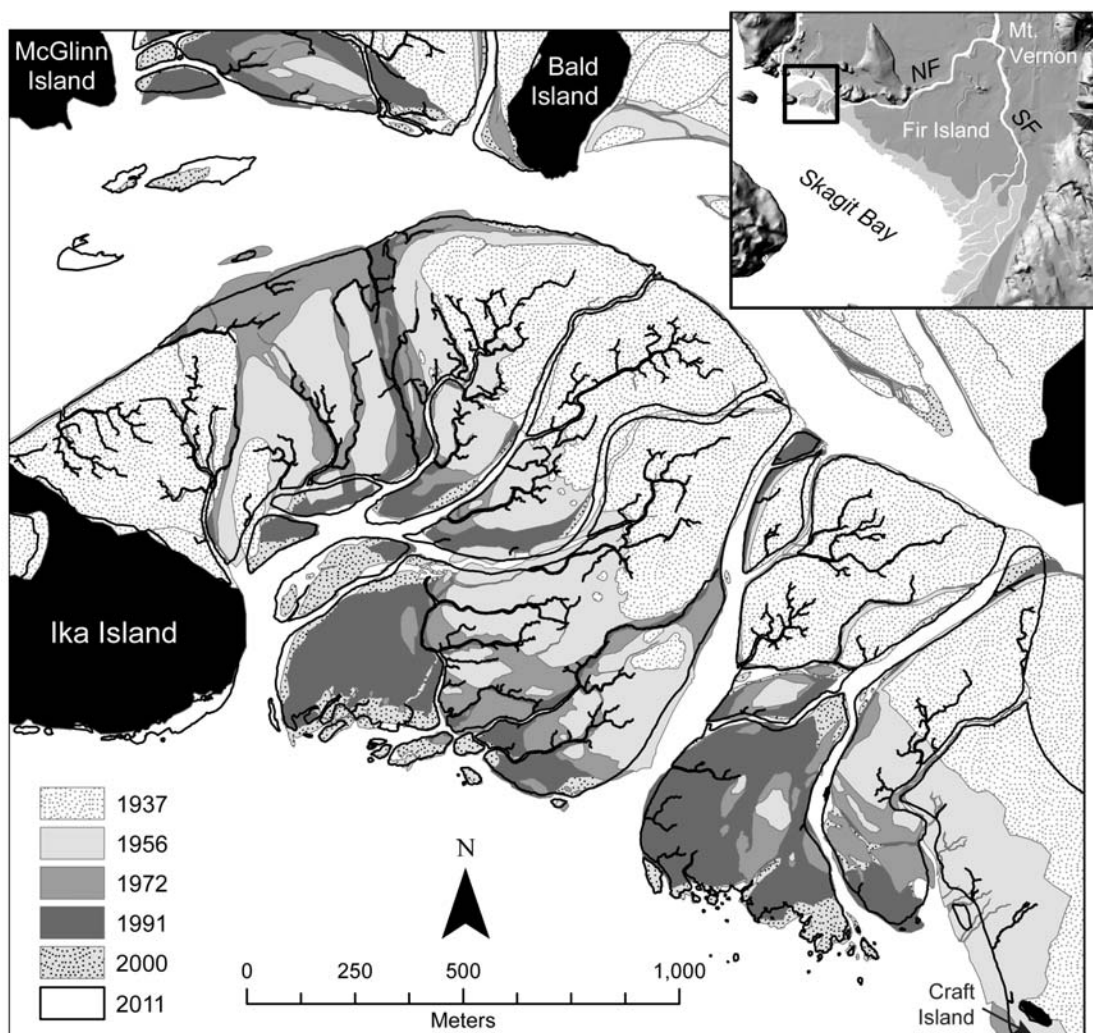 McGlinn
Island
Bald
Island
Mt.
Vernon
NF
SF
Fir Island
Skagit Bay
Ika Island
1937
1956
1972
1991
2000
2011
N
0 250 500 1,000
Meters
Craft
Island